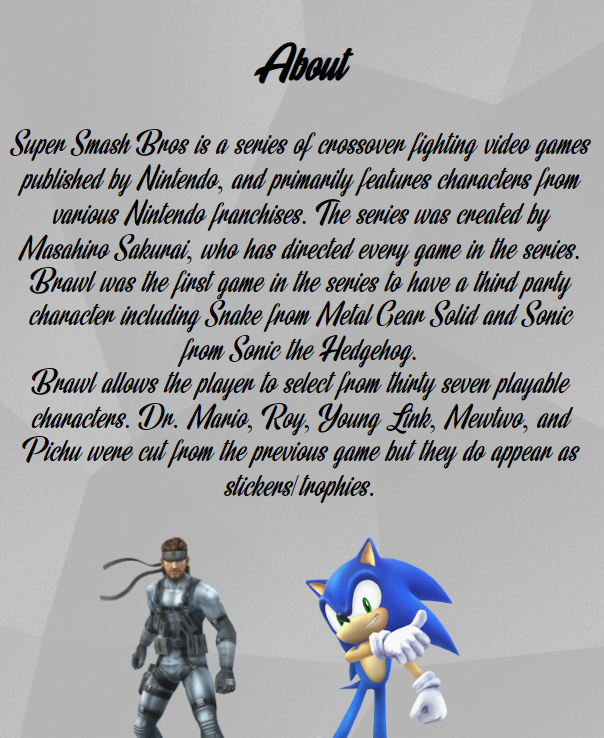 About
Super Smash Bros is a series of crossover fighting video games
published by Nintendo, and primarily features characters from
various Nintendo franchises. The series was created by
Masahiro Sakurai, who has directed every game in the series.
Brawl was the first game in the series to have a third party
character including Snake from Metal Gear Solid and Sonic
from Sonic the Hedgehog.
Brawl allows the player to select from thirty seven playable
characters. Dr. Mario, Roy, Young Link, Mewtwo, and
Pichu were cut from the previous game but they do appear as
stickers/trophies.